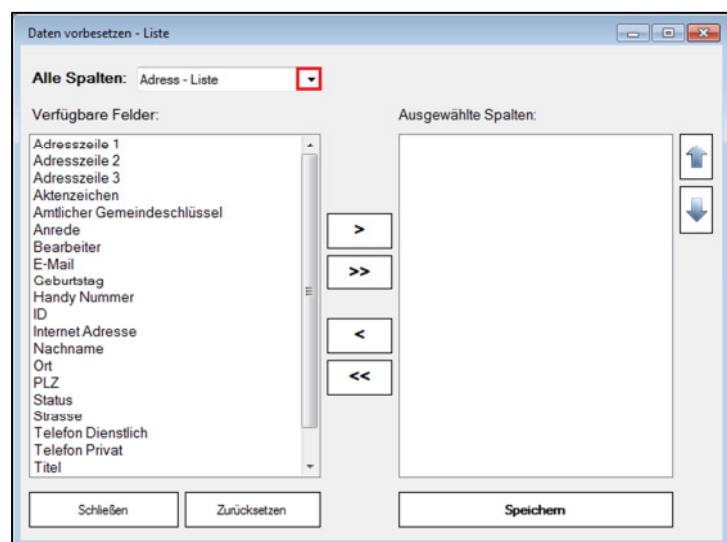 Daten vorbesetzen - Liste
Alle Spalten: Adress - Liste
Verfügbare Felder:
Ausgewählte Spalten:
Adresszeile 1
Adresszeile 2
Adresszeile 3
Aktenzeichen
Amtlicher Gemeindeschlüssel
Anrede
Bearbeiter
E-Mail
Geburtstag
Handy Nummer
ID
Internet Adresse
Nachname
Ort
PLZ
Status
Strasse
Telefon Dienstlich
Telefon Privat
Titel
>
>>
<
<<
Schließen
Zurücksetzen
Speichern